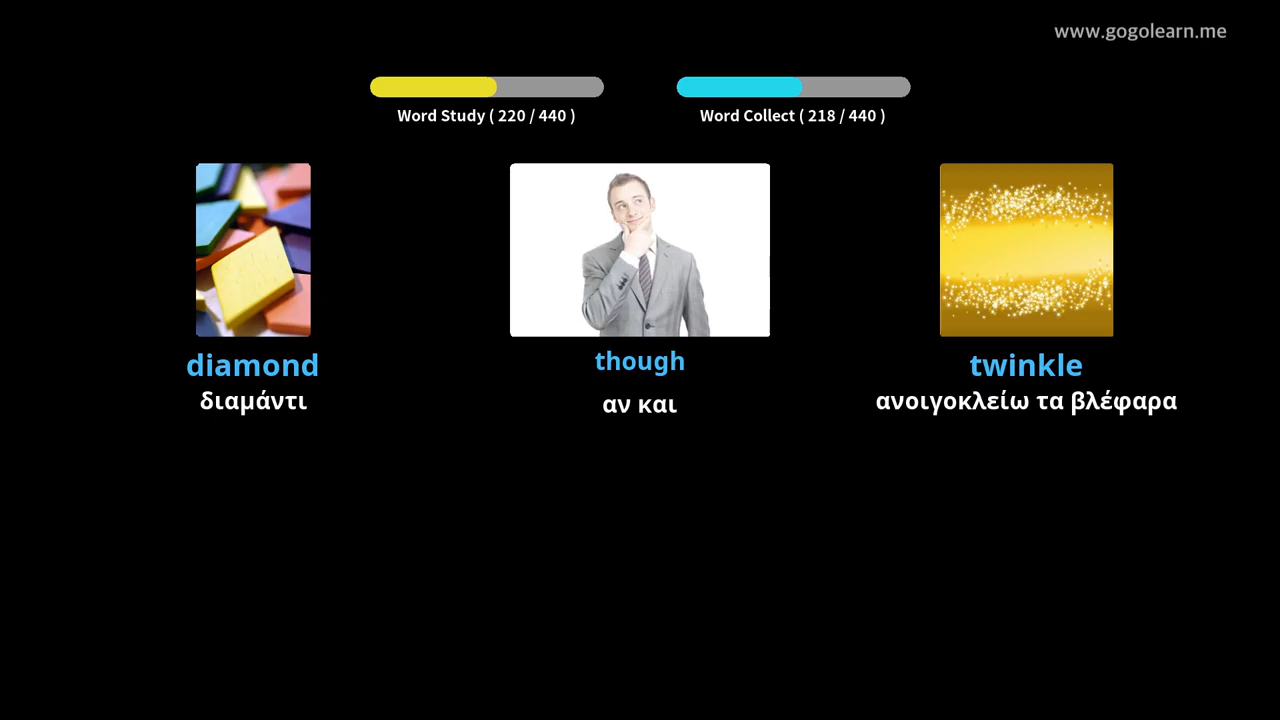 www.gogolearn.me
Word Study ( 220 / 440 )
Word Collect ( 218 / 440 )
diamond
διαμάντι
though
αν και
twinkle
ανοιγοκλείω τα βλέφαρα